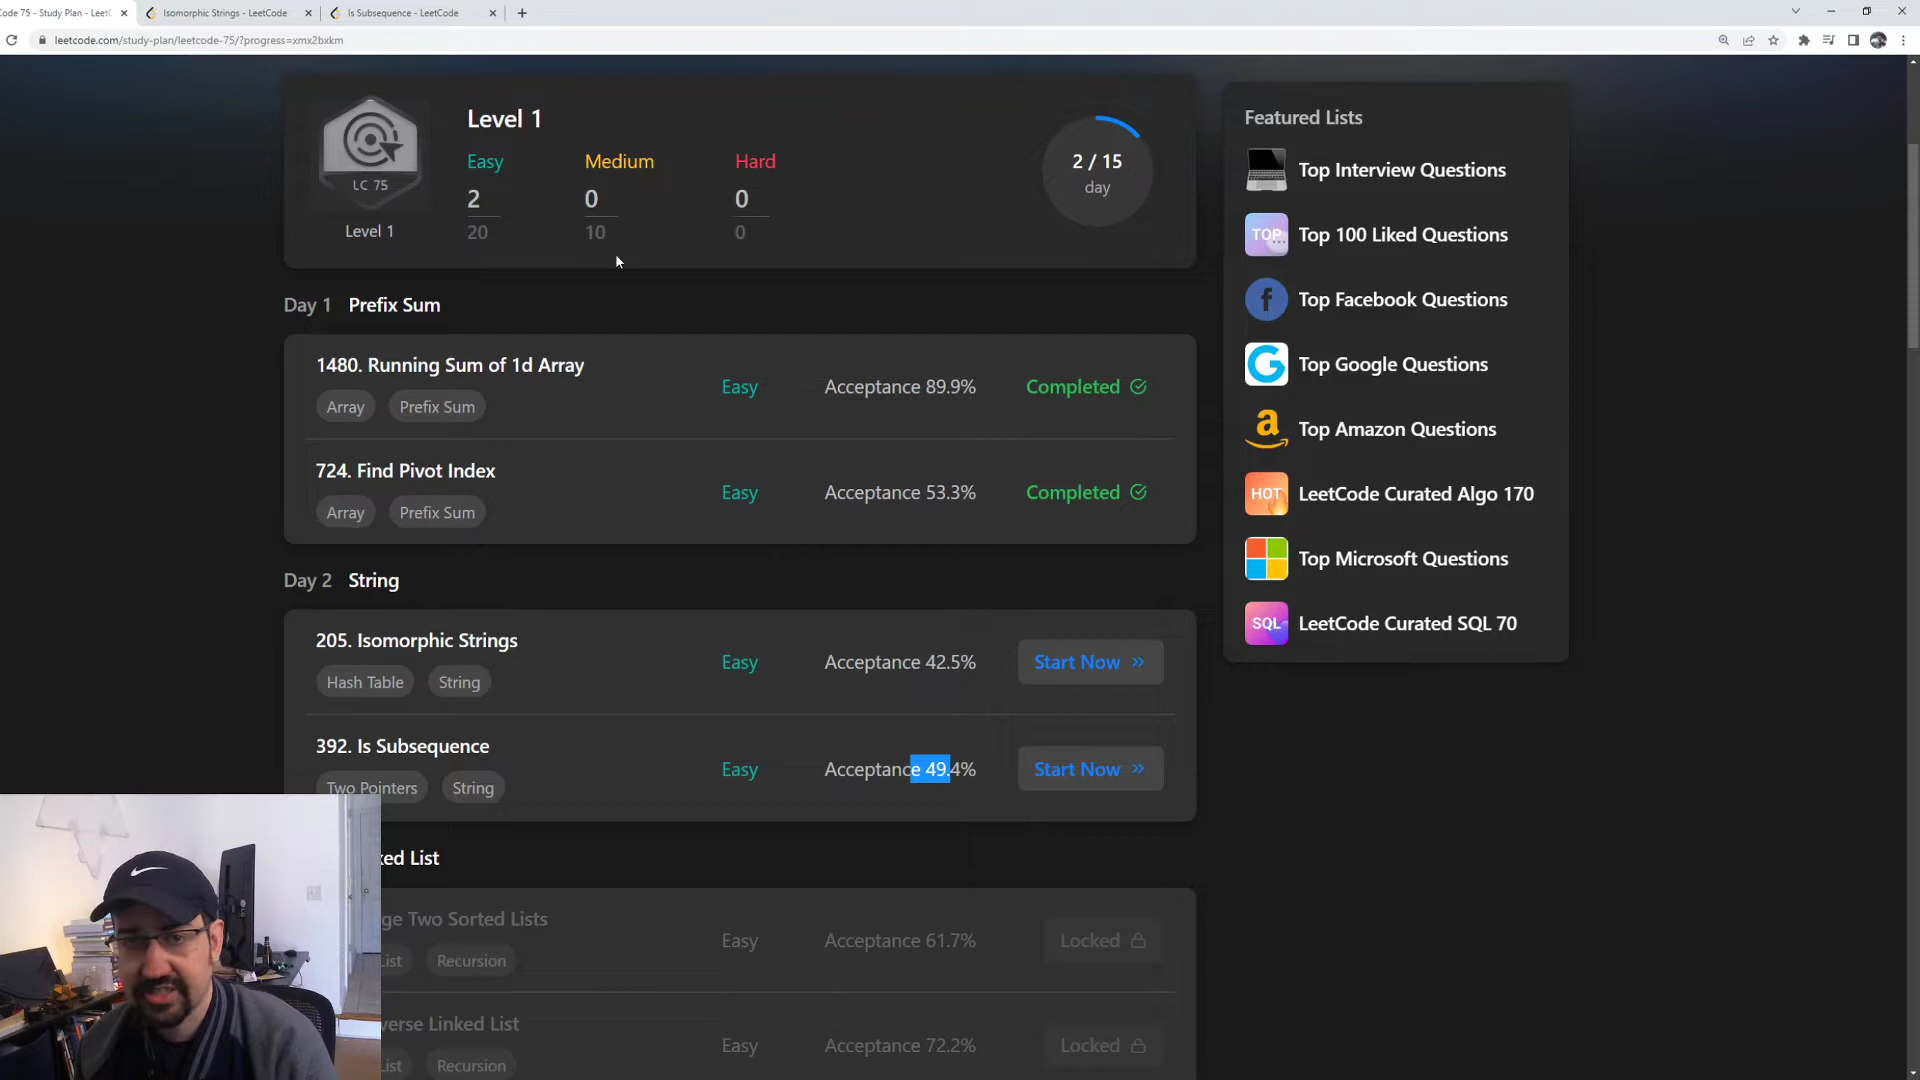 Code 75 - Study Plan - LeetC
Isomorphic Strings - LeetCode
Is Subsequence - LeetCode
leetcode.com/study-plan/leetcode-75/?progress=xmx2bxkm
LC 75
Level 1
Level 1
Easy Medium Hard
2 0 0
20 10 0
2 / 15
day
Day 1 Prefix Sum
1480. Running Sum of 1d Array
Array Prefix Sum
Easy Acceptance 89.9% Completed
724. Find Pivot Index
Array Prefix Sum
Easy Acceptance 53.3% Completed
Day 2 String
205. Isomorphic Strings
Hash Table String
Easy Acceptance 42.5% Start Now
392. Is Subsequence
Two Pointers String
Easy Acceptance 49.4% Start Now
ked List
ge Two Sorted Lists
List Recursion
Easy Acceptance 61.7% Locked
verse Linked List
List Recursion
Easy Acceptance 72.2% Locked
Featured Lists
Top Interview Questions
TOP Top 100 Liked Questions
f Top Facebook Questions
G Top Google Questions
a Top Amazon Questions
HOT LeetCode Curated Algo 170
Top Microsoft Questions
SQL LeetCode Curated SQL 70